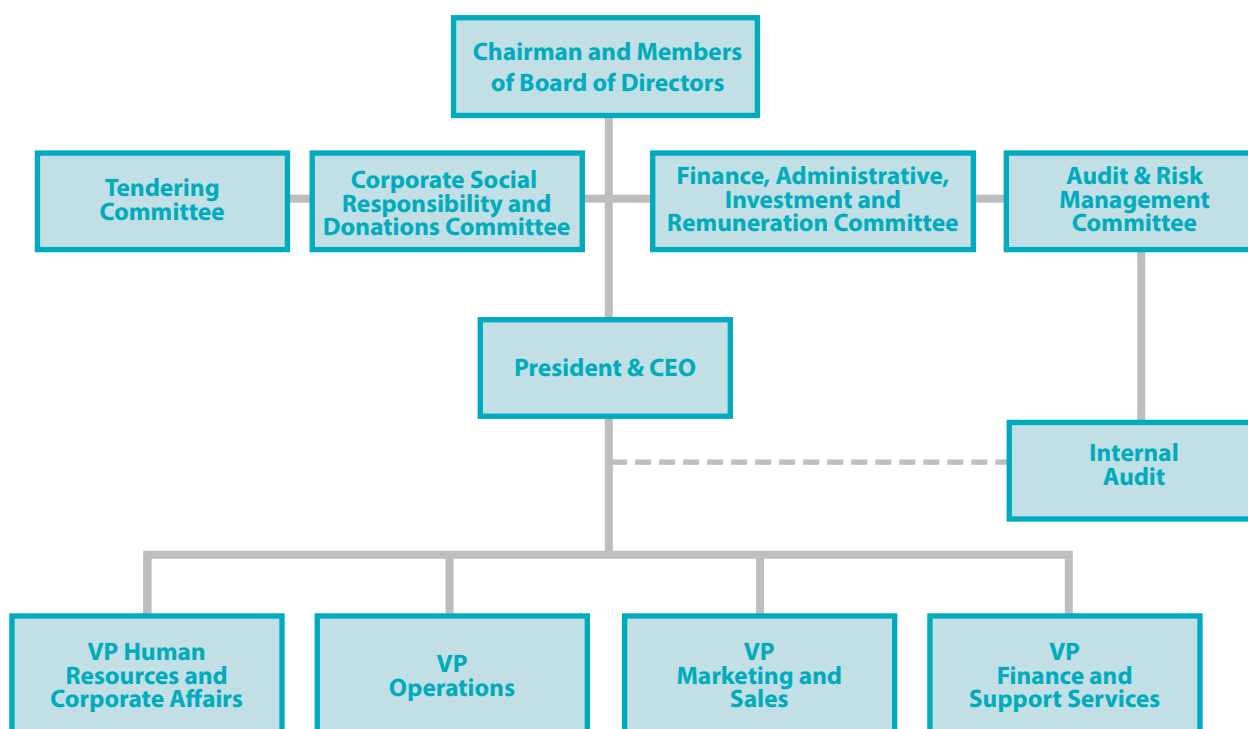 Chairman and Members
of Board of Directors
Tendering
Committee
Corporate Social
Responsibility and
Donations Committee
Finance, Administrative,
Investment and
Remuneration Committee
Audit & Risk
Management
Committee
President & CEO
Internal
Audit
VP Human
Resources and
Corporate Affairs
VP
Operations
VP
Marketing and
Sales
VP
Finance and
Support Services